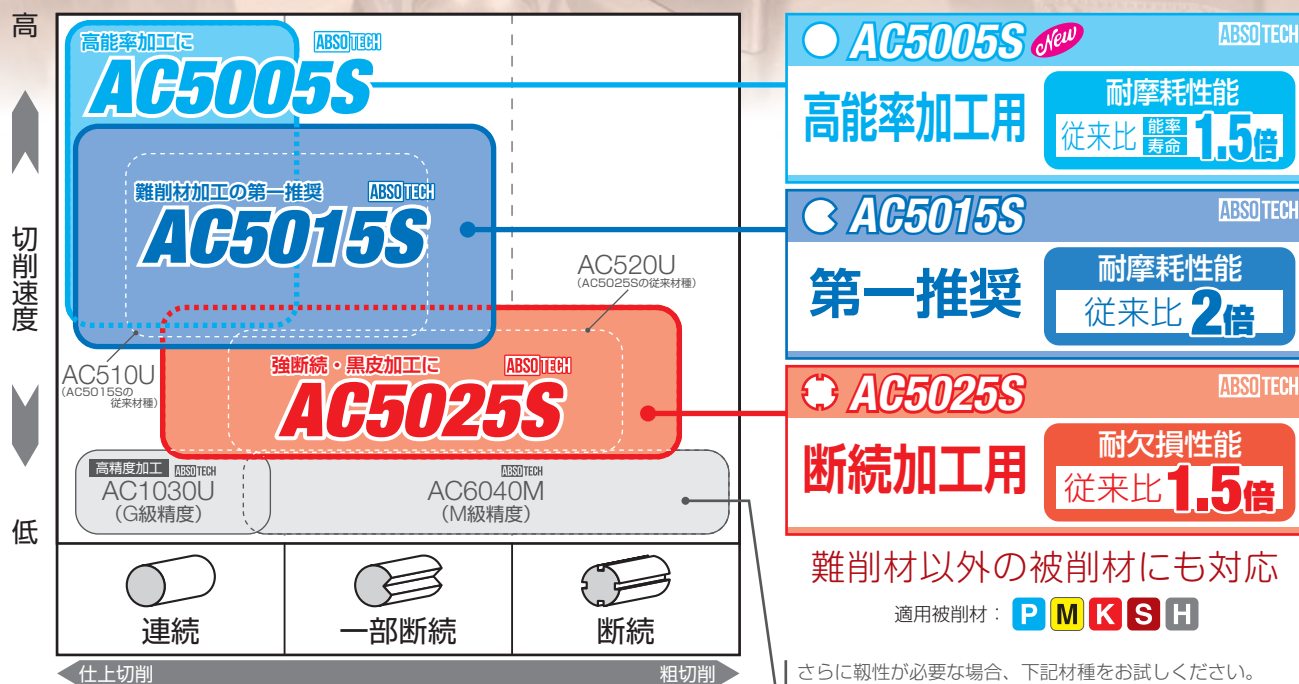 高
切削速度
低
高能率加工に
ABSOTECH
AC5005S
難削材加工の第一推奨
ABSOTECH
AC5015S
AC520U
(AC5025Sの従来材種)
AC510U
(AC5015Sの
従来材種)
強断続・黒皮加工に
ABSOTECH
AC5025S
高精度加工 ABSOTECH
AC1030U
(G級精度)
ABSOTECH
AC6040M
(M級精度)
連続
一部断続
断続
仕上切削
粗切削
AC5005S New
ABSOTECH
高能率加工用
耐摩耗性能
従来比 能率 寿命 1.5倍
AC5015S
ABSOTECH
第一推奨
耐摩耗性能
従来比 2倍
AC5025S
ABSOTECH
断続加工用
耐欠損性能
従来比 1.5倍
難削材以外の被削材にも対応
適用被削材： P M K S H
さらに靱性が必要な場合、下記材種をお試しください。